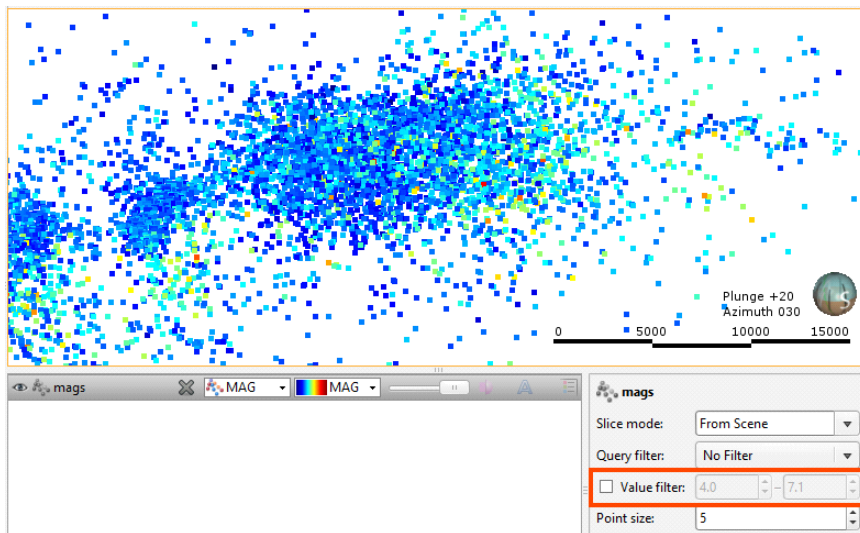 Plunge +20
Azimuth 030
0 5000 10000 15000
mags MAG MAG
mags
Slice mode: From Scene
Query filter: No Filter
Value filter: 4.0 – 7.1
Point size: 5